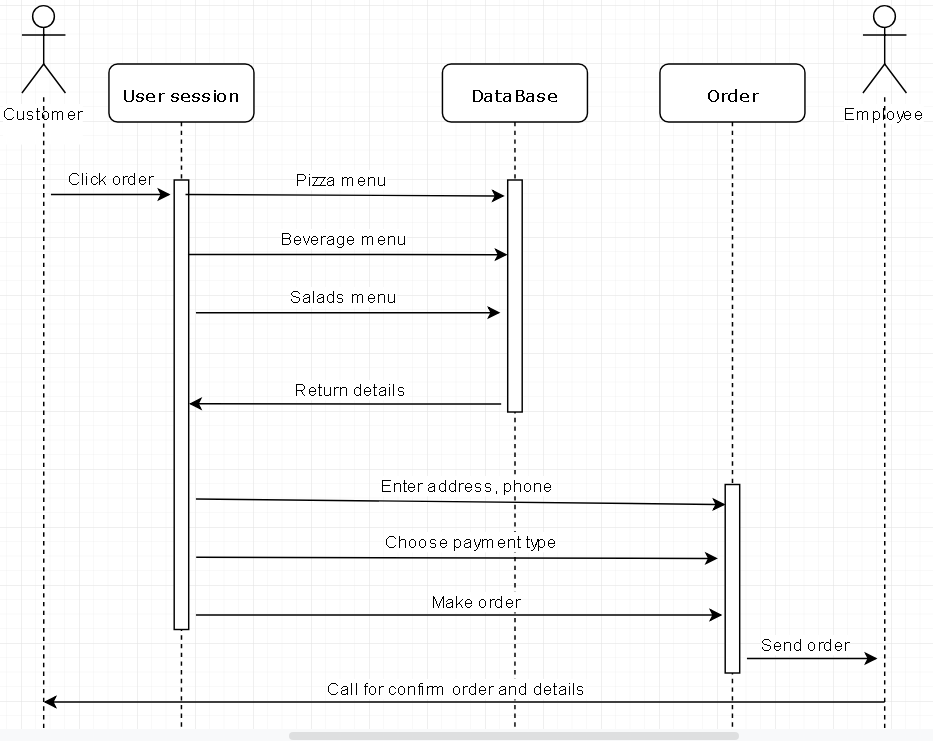 User session
DataBase
Order
Customer
Employee
Click order
Pizza menu
Beverage menu
Salads menu
Return details
Enter address, phone
Choose payment type
Make order
Send order
Call for confirm order and details